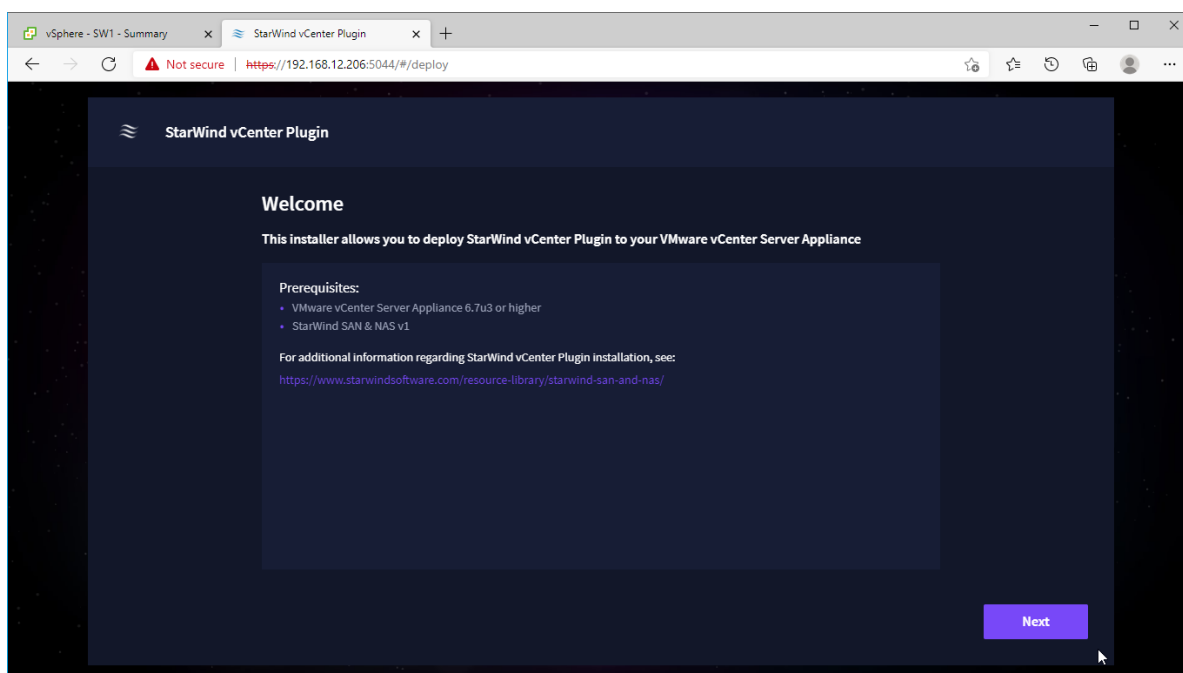 vSphere - SW1 - Summary
StarWind vCenter Plugin
Not secure | https://192.168.12.206:5044/#/deploy
StarWind vCenter Plugin
Welcome
This installer allows you to deploy StarWind vCenter Plugin to your VMware vCenter Server Appliance
Prerequisites:
• VMware vCenter Server Appliance 6.7u3 or higher
• StarWind SAN & NAS v1
For additional information regarding StarWind vCenter Plugin installation, see:
https://www.starwindsoftware.com/resource-library/starwind-san-and-nas/
Next